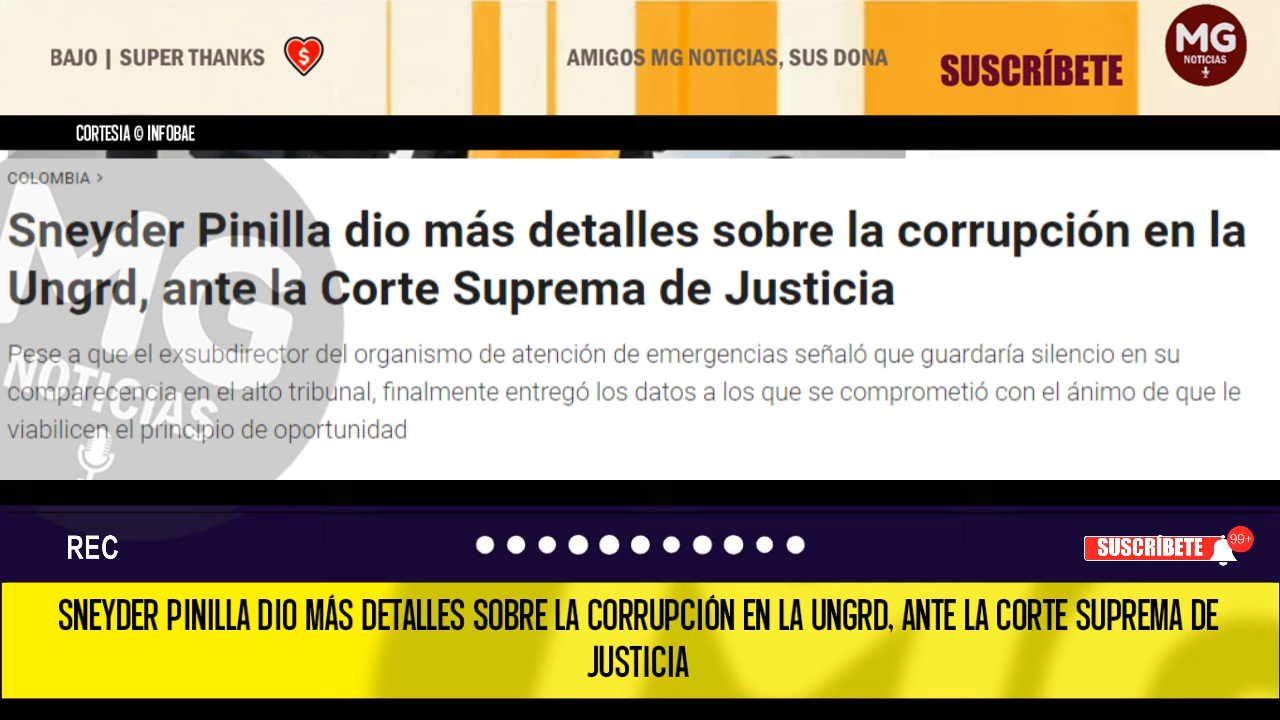 BAJO | SUPER THANKS
$
AMIGOS MG NOTICIAS, SUS DONA
SUSCRÍBETE
MG
NOTICIAS
CORTESIA © INFOBAE
COLOMBIA >
Sneyder Pinilla dio más detalles sobre la corrupción en la
Ungrd, ante la Corte Suprema de Justicia
Pese a que el exsubdirector del organismo de atención de emergencias señaló que guardaría silencio en su
comparecencia en el alto tribunal, finalmente entregó los datos a los que se comprometió con el ánimo de que le
viabilicen el principio de oportunidad
MG
NOTICIAS
REC
SUSCRÍBETE
99+
SNEYDER PINILLA DIO MÁS DETALLES SOBRE LA CORRUPCIÓN EN LA UNGRD, ANTE LA CORTE SUPREMA DE
JUSTICIA